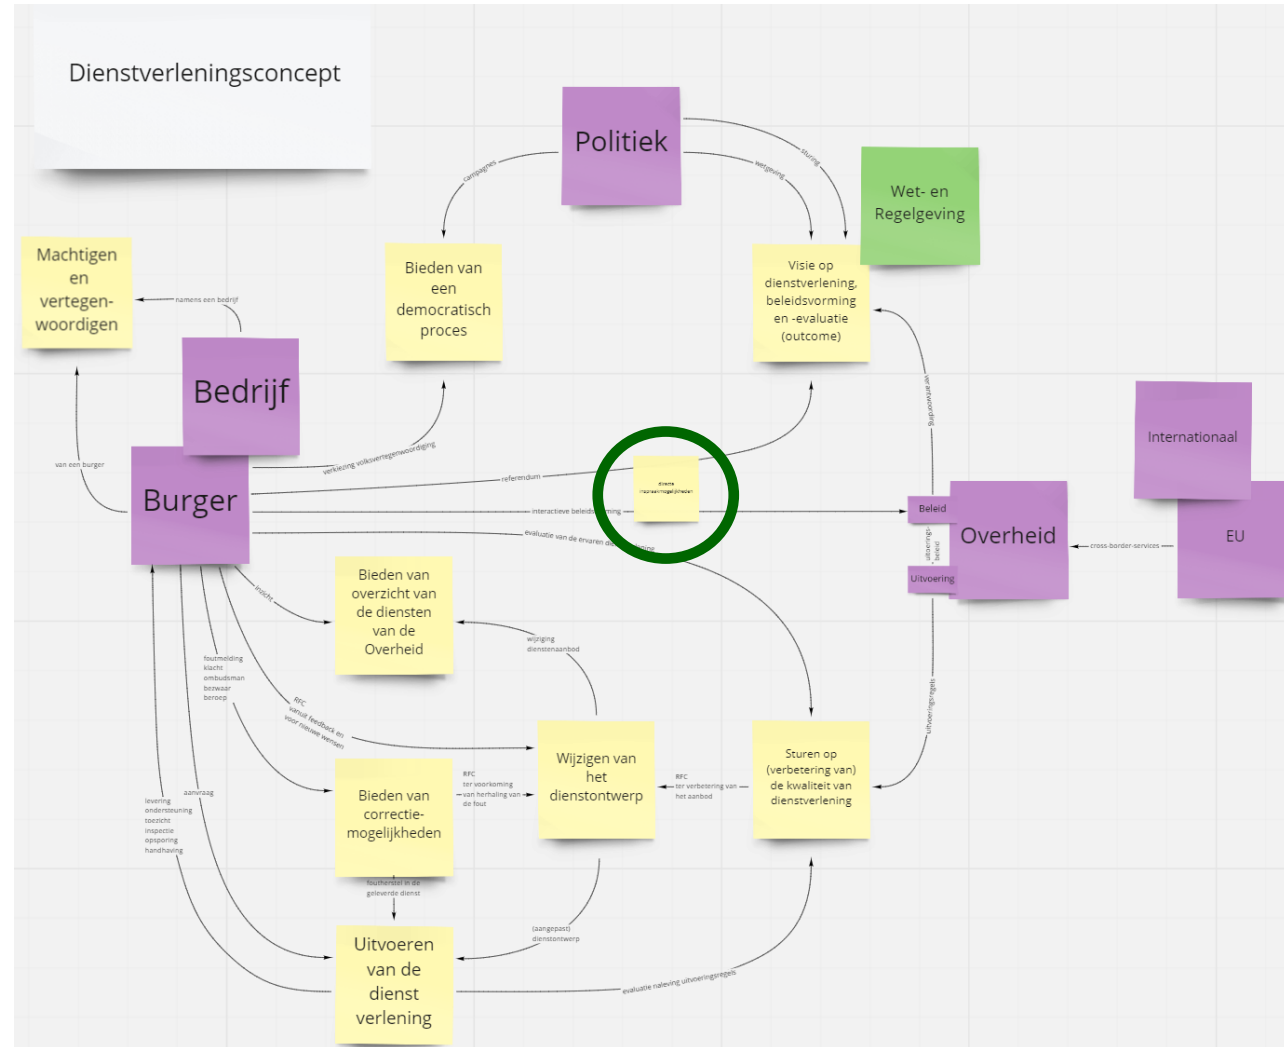 Dienstverleningsconcept
Politiek
campagnes
wetgeving
sturing
Wet- en
Regelgeving
Machtigen
en
vertegen-
woordigen
namens een bedrijf
Bieden van
een
democratisch
proces
Visie op
dienstverlening,
beleidsvorming
en -evaluatie
(outcome)
Bedrijf
verantwoording
Internationaal
van een burger
Burger
verkiezing volksvertegenwoordiging
referendum
directe
inspraakmogelijkheden
interactieve beleidsvorming
evaluatie van de ervaren
Beleid
Overheid
uitvoerings-
beleid
Uitvoering
cross-border-services
EU
inzicht
Bieden van
overzicht van
de diensten
van de
Overheid
wijziging
dienstenaanbod
foutmelding
klacht
ombudsman
bezwaar
beroep
RFC
vanuit feedback en
voor nieuwe wensen
uitvoeringsregels
Bieden van
correctie-
mogelijkheden
RFC
ter voorkoming
van herhaling van
de fout
Wijzigen van
het
dienstontwerp
RFC
ter verbetering van
het aanbod
Sturen op
(verbetering van)
de kwaliteit van
dienstverlening
aanvraag
levering
ondersteuning
toezicht
inspectie
opsporing
handhaving
foutherstel in de
geleverde dienst
(aangepast)
dienstontwerp
Uitvoeren
van de
dienst
verlening
evaluatie naleving uitvoeringsregels